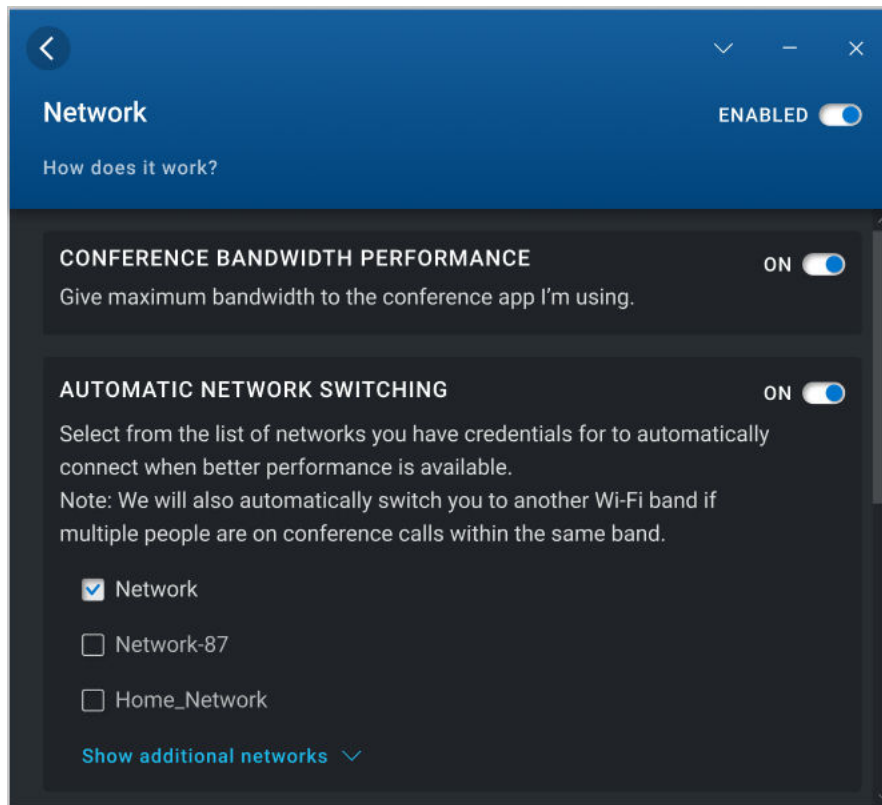 Network
ENABLED
How does it work?
CONFERENCE BANDWIDTH PERFORMANCE
ON
Give maximum bandwidth to the conference app I’m using.
AUTOMATIC NETWORK SWITCHING
ON
Select from the list of networks you have credentials for to automatically
connect when better performance is available.
Note: We will also automatically switch you to another Wi-Fi band if
multiple people are on conference calls within the same band.
Network
Network-87
Home_Network
Show additional networks